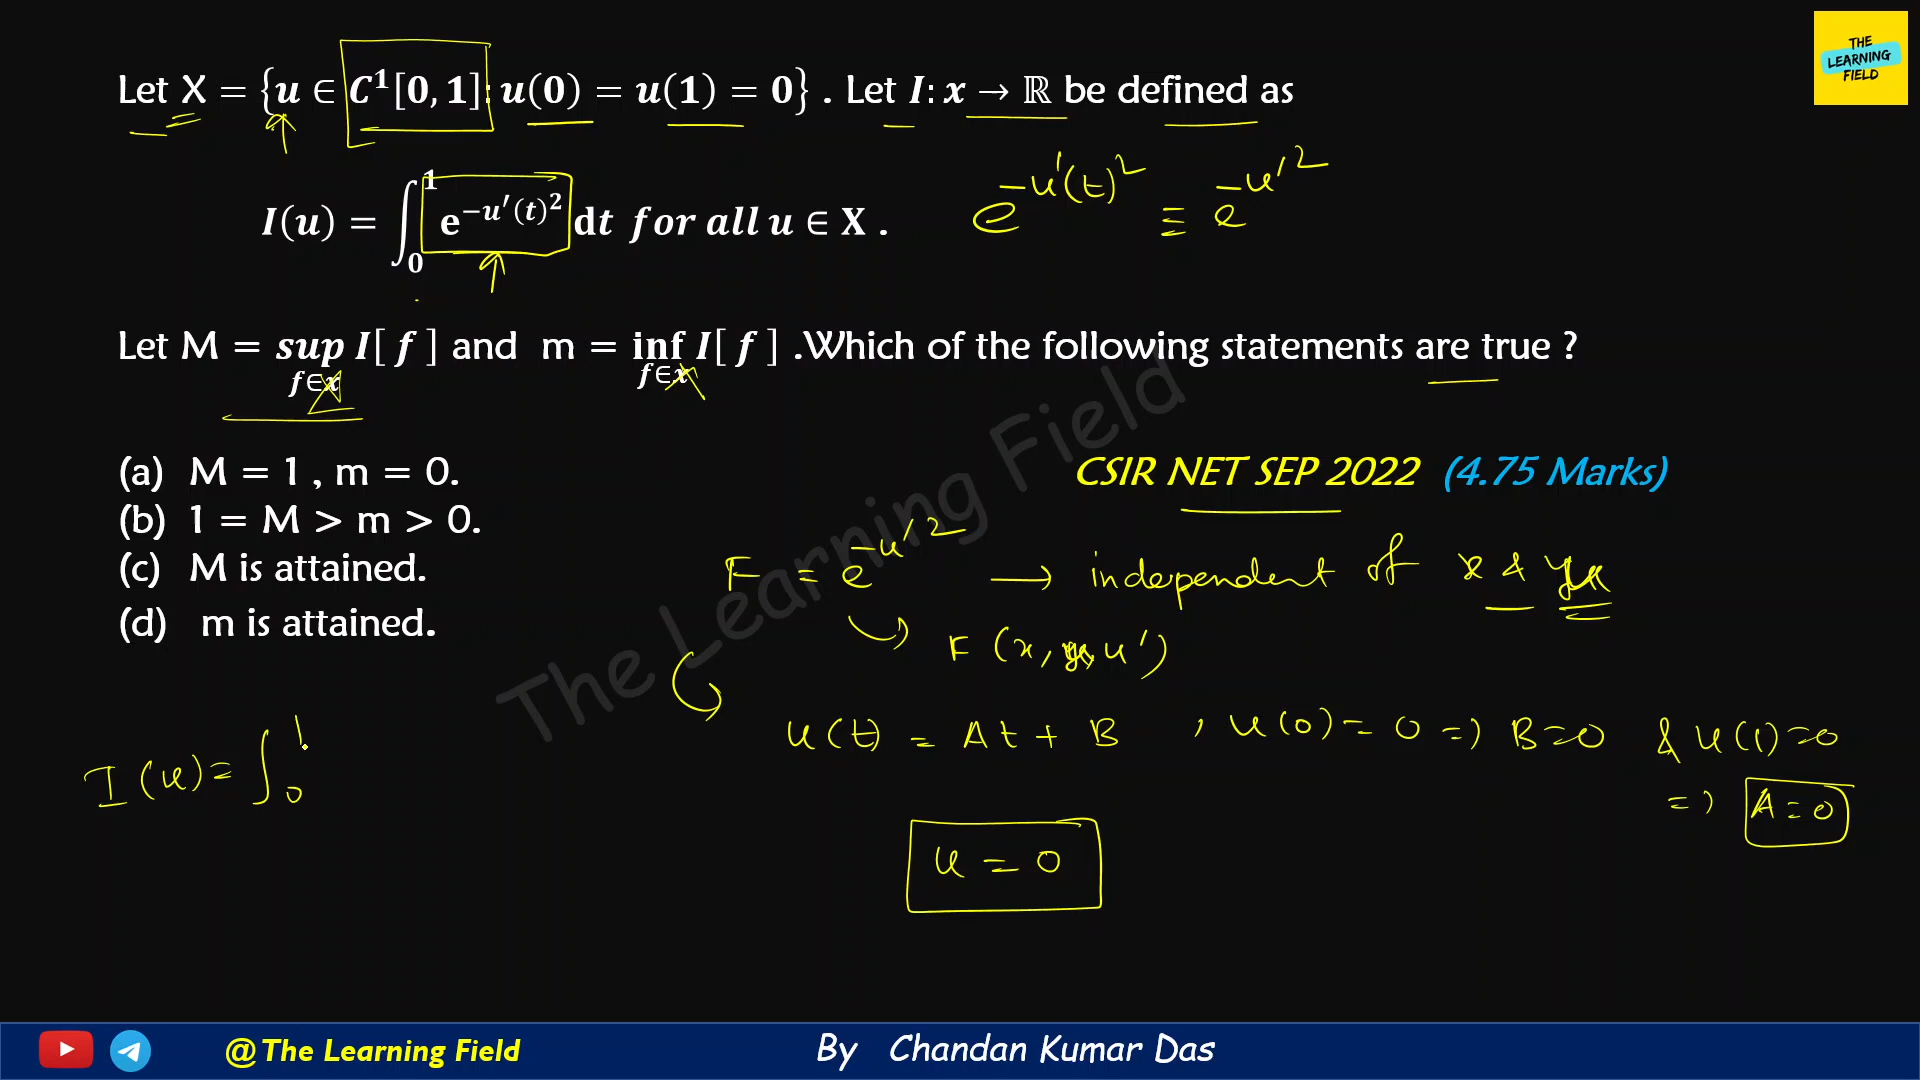 THE
LEARNING
FIELD
Let X = {u ∈ C¹[0, 1]: u(0) = u(1) = 0} . Let I: x → ℝ be defined as
I(u) = ∫₀¹ e^{−u′(t)²} dt for all u ∈ X .
e^{−u′(t)²} ≡ e^{−u′²}
Let M = sup_{f∈x} I[f] and m = inf_{f∈x} I[f] .Which of the following statements are true ?
(a) M = 1 , m = 0.
CSIR NET SEP 2022 (4.75 Marks)
(b) 1 = M > m > 0.
(c) M is attained.
(d) m is attained.
F = e^{−u′²} → independent of x &
F (x, u′)
u(t) = At + B , u(0) = 0 ⇒ B=0 & u(1)=0
⇒ A = 0
I(u) = ∫₀¹
u = 0
The Learning Field
@The Learning Field
By Chandan Kumar Das